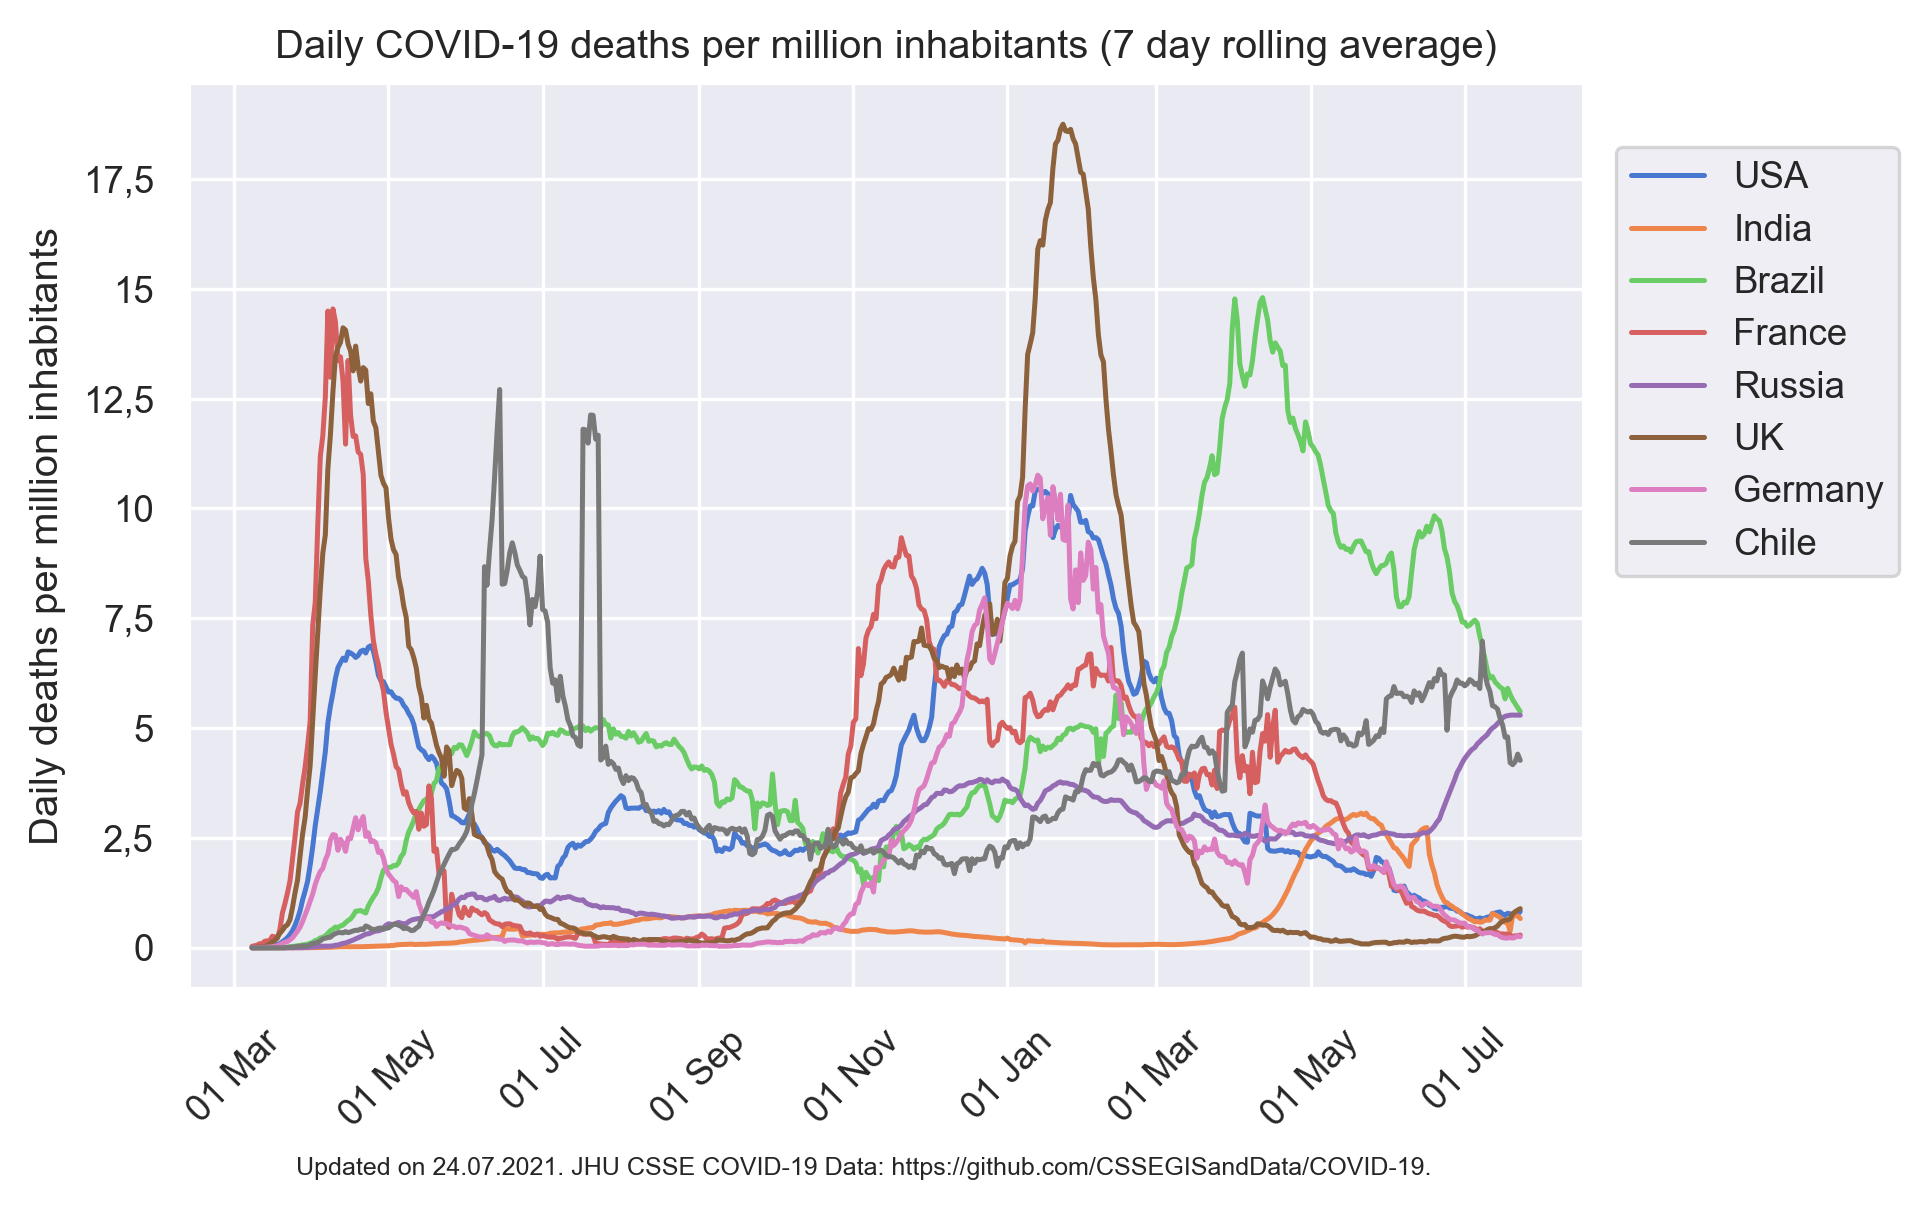 Daily COVID-19 deaths per million inhabitants (7 day rolling average)
Daily deaths per million inhabitants
17,5
15
12,5
10
7,5
5
2,5
0
01 Mar
01 May
01 Jul
01 Sep
01 Nov
01 Jan
01 Mar
01 May
01 Jul
USA
India
Brazil
France
Russia
UK
Germany
Chile
Updated on 24.07.2021. JHU CSSE COVID-19 Data: https://github.com/CSSEGISandData/COVID-19.